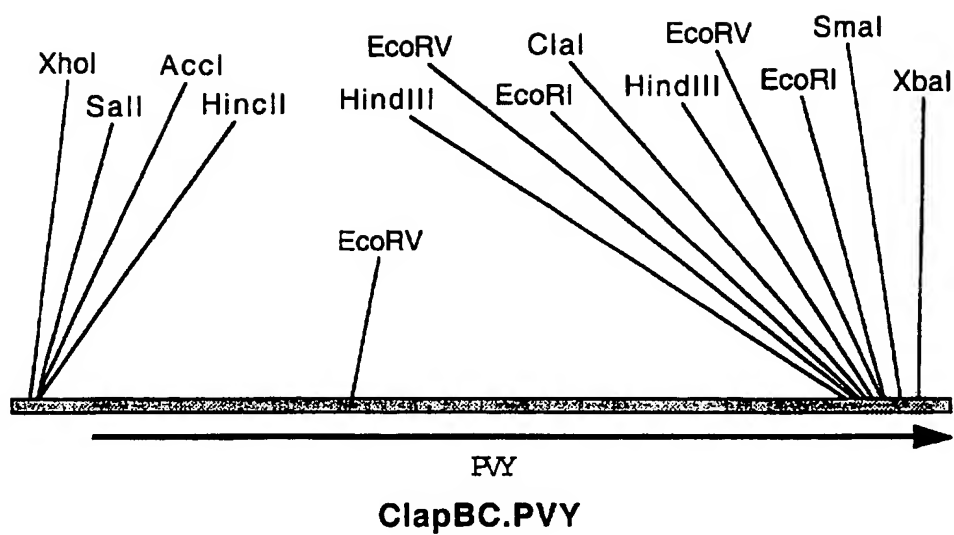 XhoI
SalI
AccI
HincII
HindIII
EcoRV
EcoRI
ClaI
HindIII
EcoRV
EcoRI
SmaI
XbaI
EcoRV
PVY
ClapBC.PVY